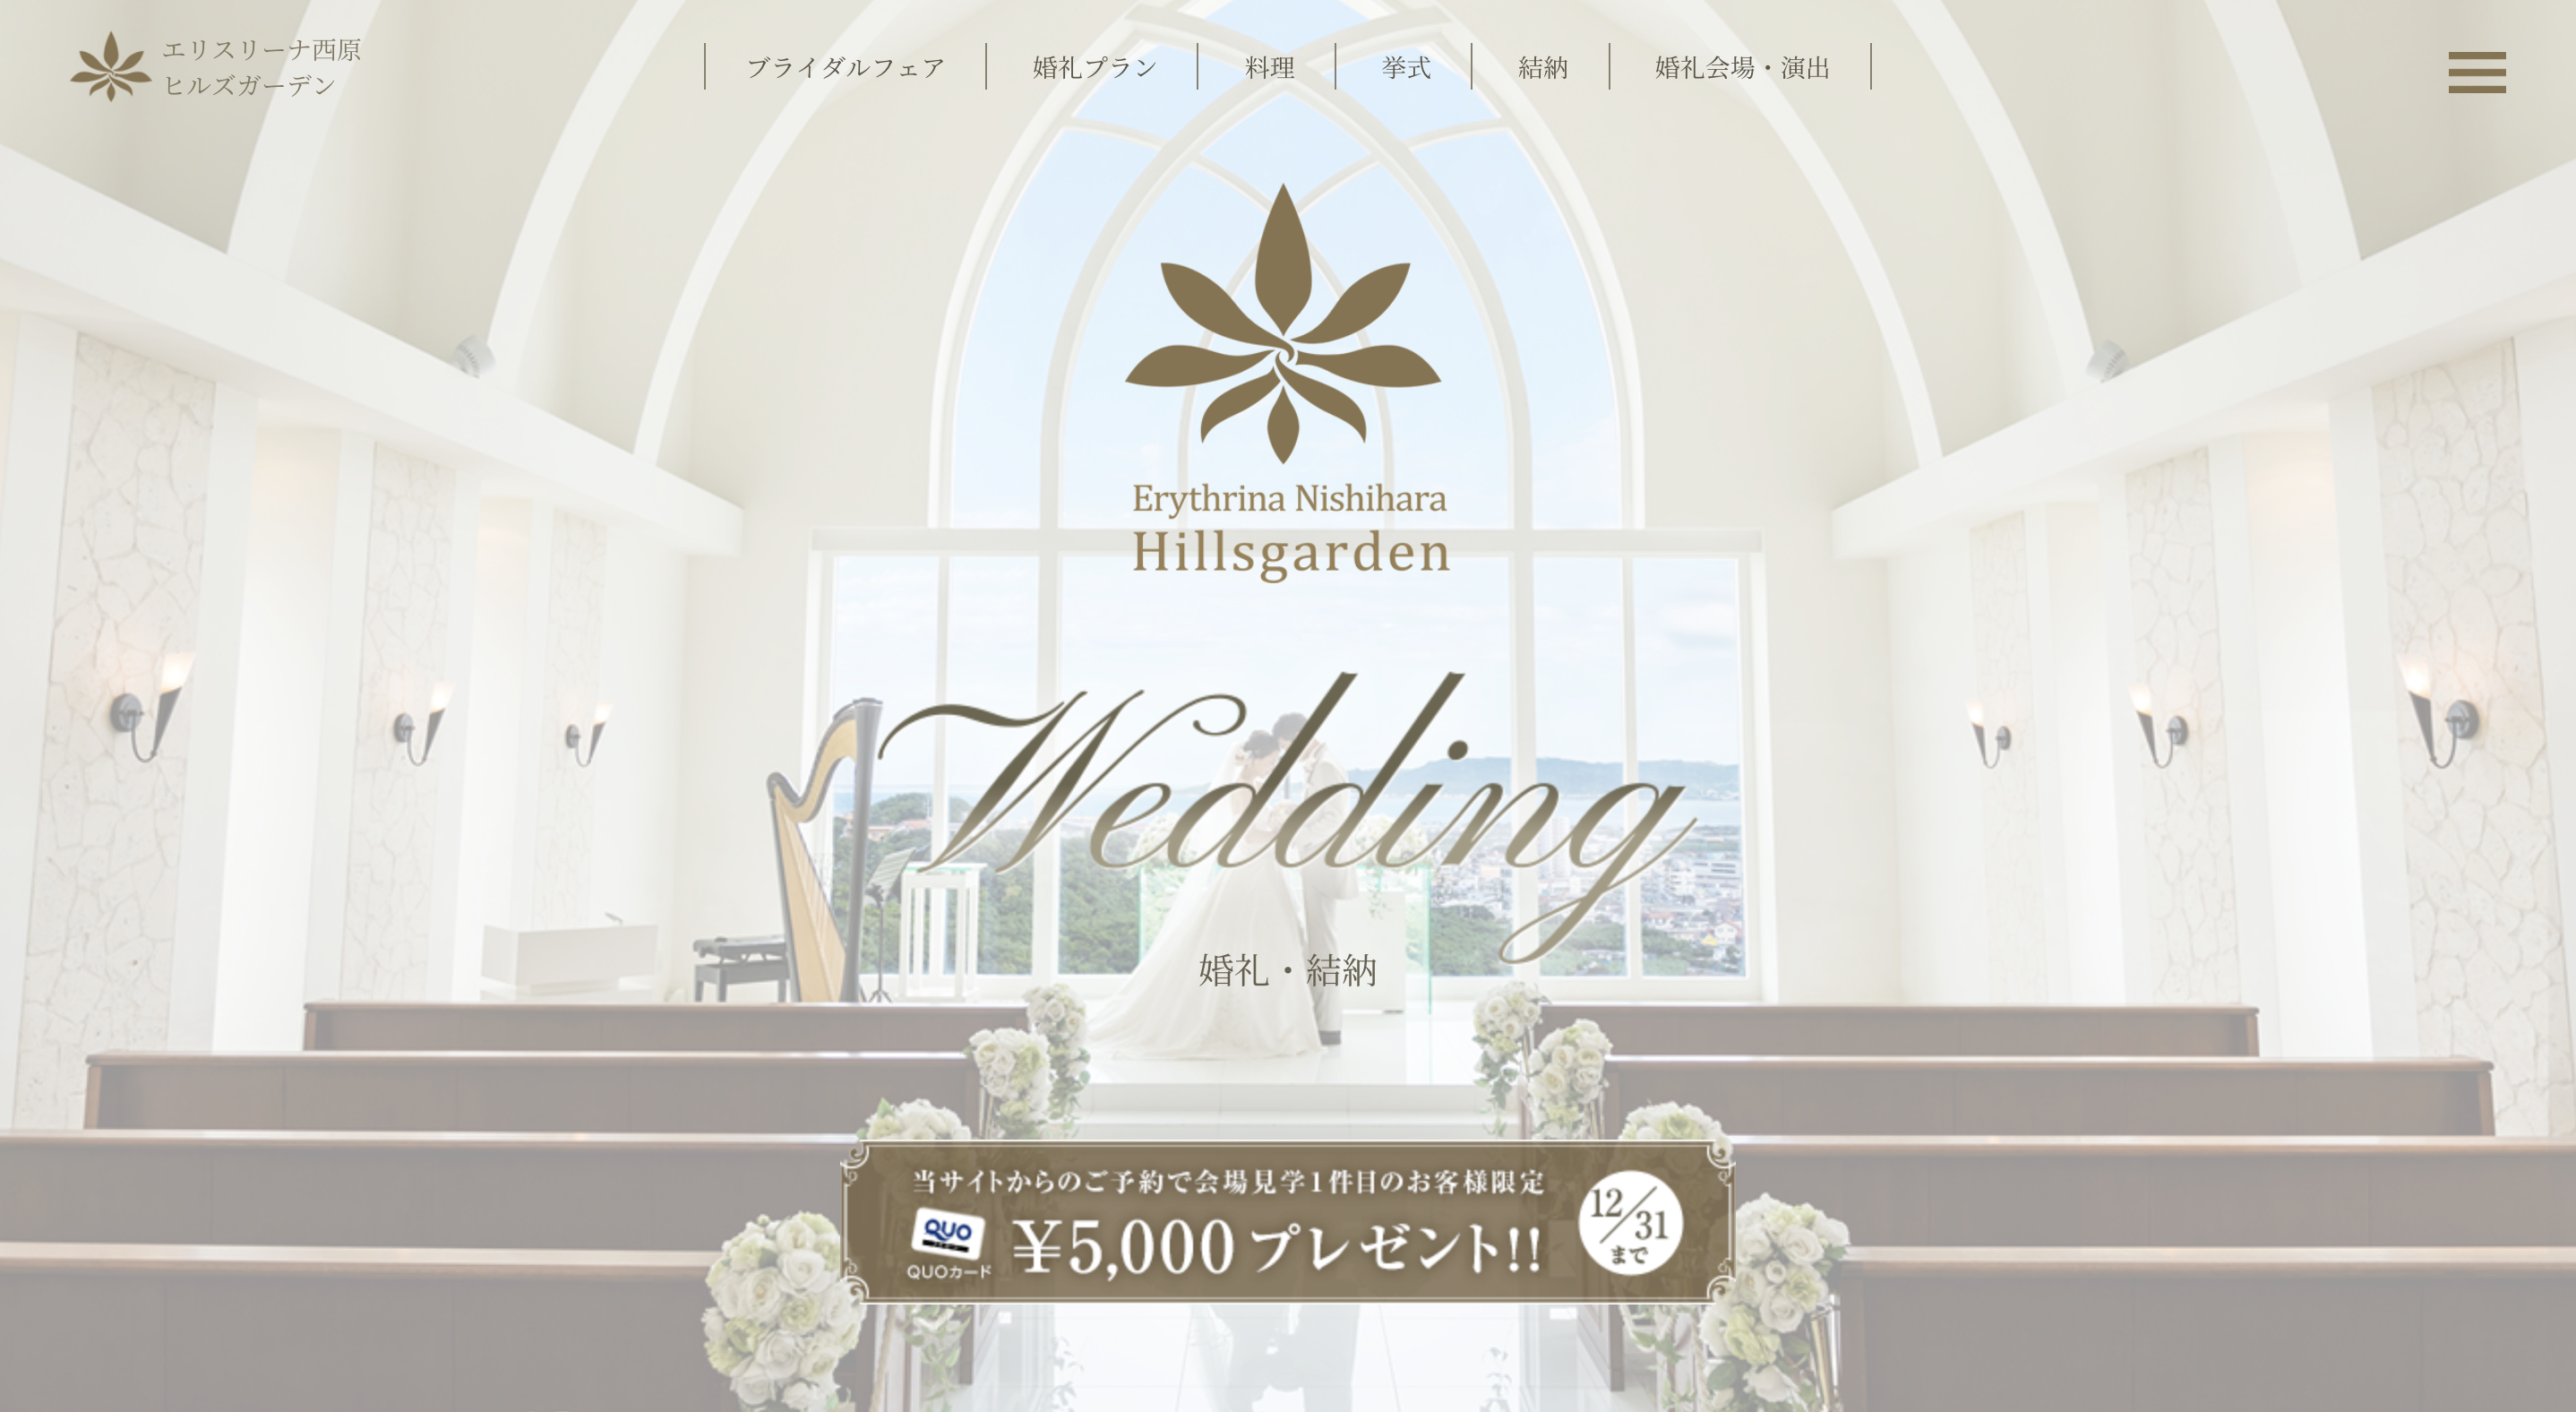 エリスリーナ西原
ヒルズガーデン
ブライダルフェア
婚礼プラン
料理
挙式
結納
婚礼会場・演出
Erythrina Nishihara
Hillsgarden
Wedding
婚礼・結納
当サイトからのご予約で会場見学1件目のお客様限定
QUO
QUOカード
¥5,000プレゼント!!
12/31
まで